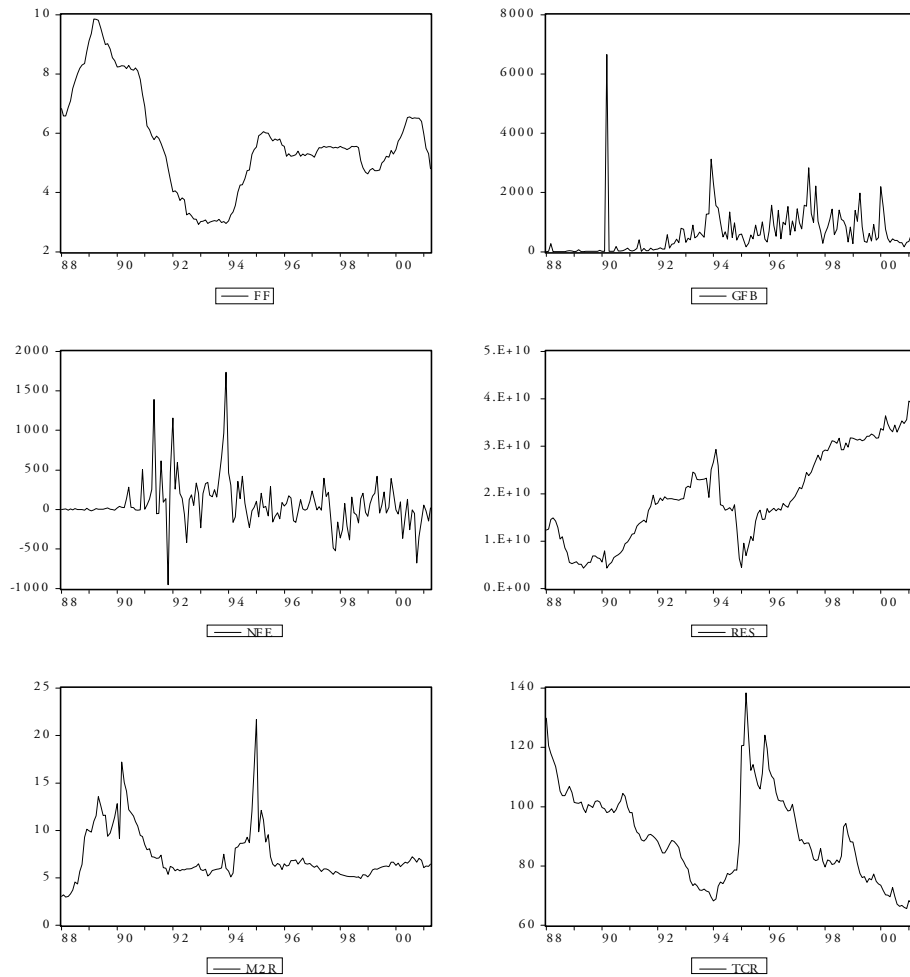 10
8
6
4
2
88 90 92 94 96 98 00
FF
8000
6000
4000
2000
0
88 90 92 94 96 98 00
GFB
2000
1500
1000
500
0
-500
-1000
88 90 92 94 96 98 00
NFE
5.E+10
4.E+10
3.E+10
2.E+10
1.E+10
0.E+00
88 90 92 94 96 98 00
RES
25
20
15
10
5
0
88 90 92 94 96 98 00
M2R
140
120
100
80
60
88 90 92 94 96 98 00
TCR